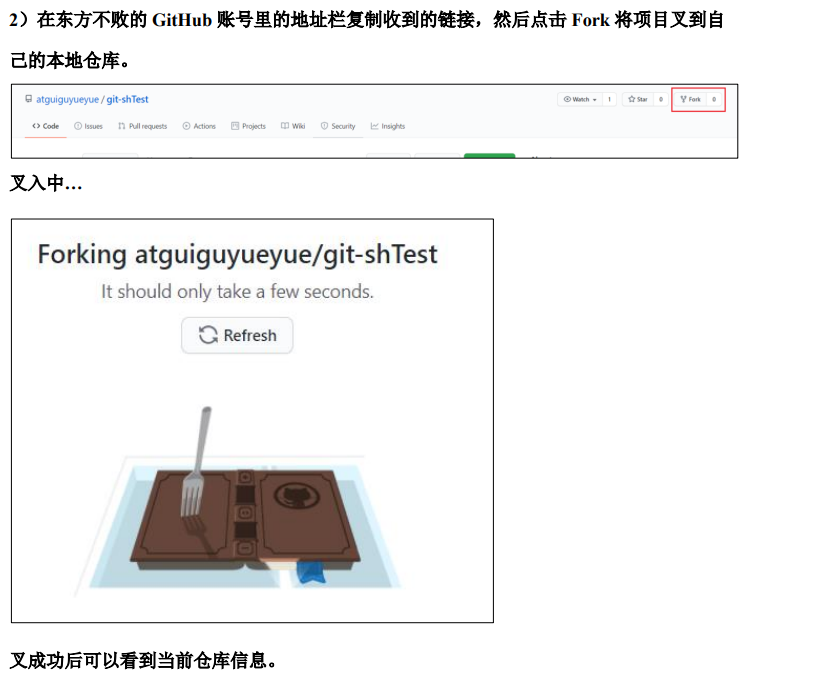 2）在东方不败的 GitHub 账号里的地址栏复制收到的链接，然后点击 Fork 将项目叉到自
己的本地仓库。
atguiguyueyue / git-shTest
Watch 1 Star 0 Fork 0
Code Issues Pull requests Actions Projects Wiki Security Insights
叉入中…
Forking atguiguyueyue/git-shTest
It should only take a few seconds.
Refresh
叉成功后可以看到当前仓库信息。